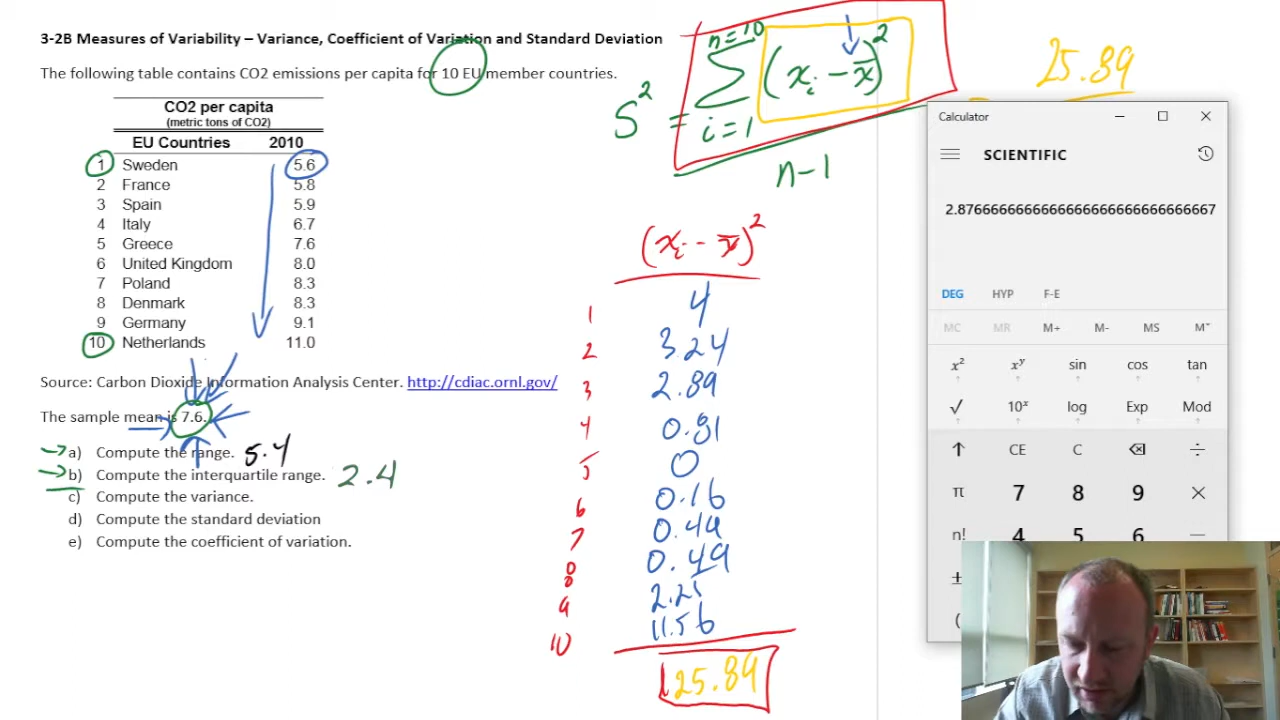 3-2B Measures of Variability – Variance, Coefficient of Variation and Standard Deviation
The following table contains CO2 emissions per capita for 10 EU member countries.
CO2 per capita
(metric tons of CO2)
EU Countries 2010
1 Sweden 5.6
2 France 5.8
3 Spain 5.9
4 Italy 6.7
5 Greece 7.6
6 United Kingdom 8.0
7 Poland 8.3
8 Denmark 8.3
9 Germany 9.1
10 Netherlands 11.0
Source: Carbon Dioxide Information Analysis Center. http://cdiac.ornl.gov/
The sample mean is 7.6.
a) Compute the range. 5.4
b) Compute the interquartile range. 2.4
c) Compute the variance.
d) Compute the standard deviation
e) Compute the coefficient of variation.
n=10
S² = Σ (xᵢ – x̄)²
i=1
n-1
25.89
(xᵢ - x̄)²
1 4
2 3.24
3 2.89
4 0.81
5 0
6 0.16
7 0.49
8 0.49
9 2.25
10 11.56
25.89
Calculator
SCIENTIFIC
2.8766666666666666666666666666667
DEG HYP F-E
MC MR M+ M- MS M˅
x² xʸ sin cos tan
√ 10ˣ log Exp Mod
↑ CE C ⌫ ÷
π 7 8 9 ×
n! 4 5 6 −
±
(